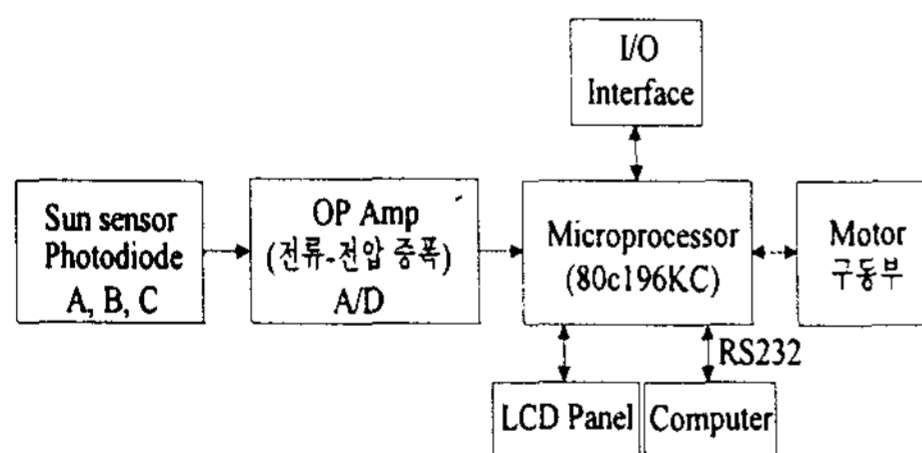 I/O
Interface
Sun sensor
Photodiode
A, B, C
OP Amp
(전류-전압 증폭)
A/D
Microprocessor
(80c196KC)
Motor
구동부
RS232
LCD Panel
Computer